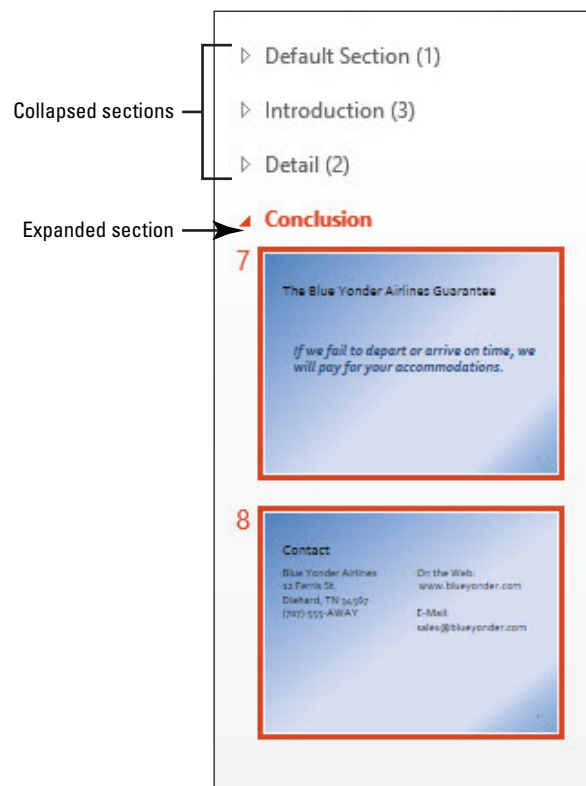 Collapsed sections
Default Section (1)
Introduction (3)
Detail (2)
Expanded section
Conclusion
7
The Blue Yonder Airlines Guarantee
If we fail to depart or arrive on time, we
will pay for your accommodations.
8
Contact
Blue Yonder Airlines
12 Ferris St.
Diehard, TN 34567
(707) 555-AWAY
On the Web:
www.blueyonder.com
E-Mail:
sales@blueyonder.com